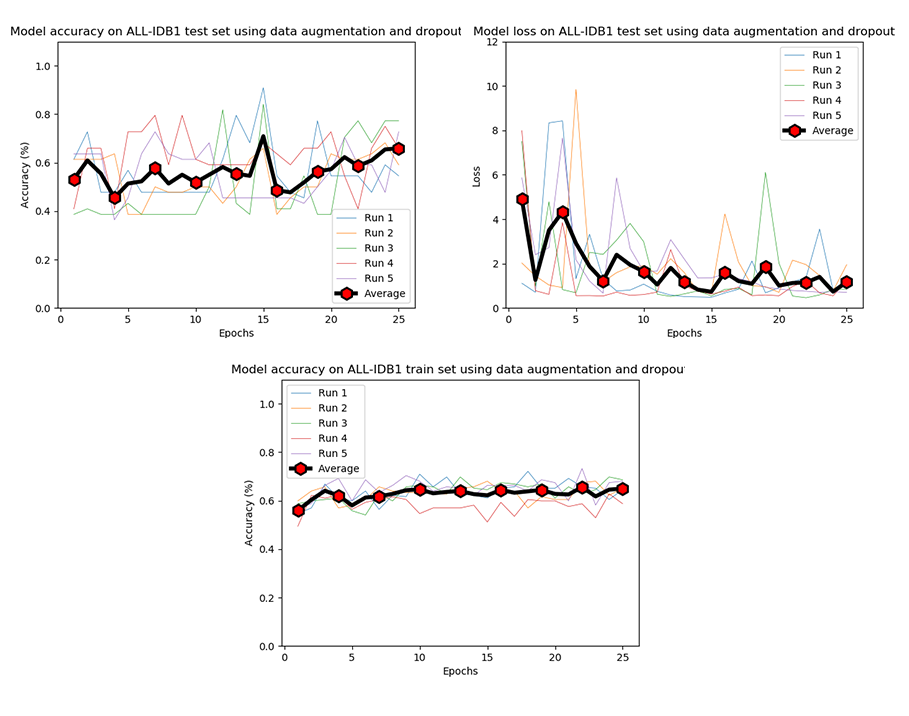 Model accuracy on ALL-IDB1 test set using data augmentation and dropout
1.0
0.8
0.6
0.4
0.2
0.0
Accuracy (%)
0 5 10 15 20 25
Epochs
Run 1
Run 2
Run 3
Run 4
Run 5
Average
Model loss on ALL-IDB1 test set using data augmentation and dropout
12
10
8
6
4
2
0
Loss
0 5 10 15 20 25
Epochs
Run 1
Run 2
Run 3
Run 4
Run 5
Average
Model accuracy on ALL-IDB1 train set using data augmentation and dropou
1.0
0.8
0.6
0.4
0.2
0.0
Accuracy (%)
0 5 10 15 20 25
Epochs
Run 1
Run 2
Run 3
Run 4
Run 5
Average